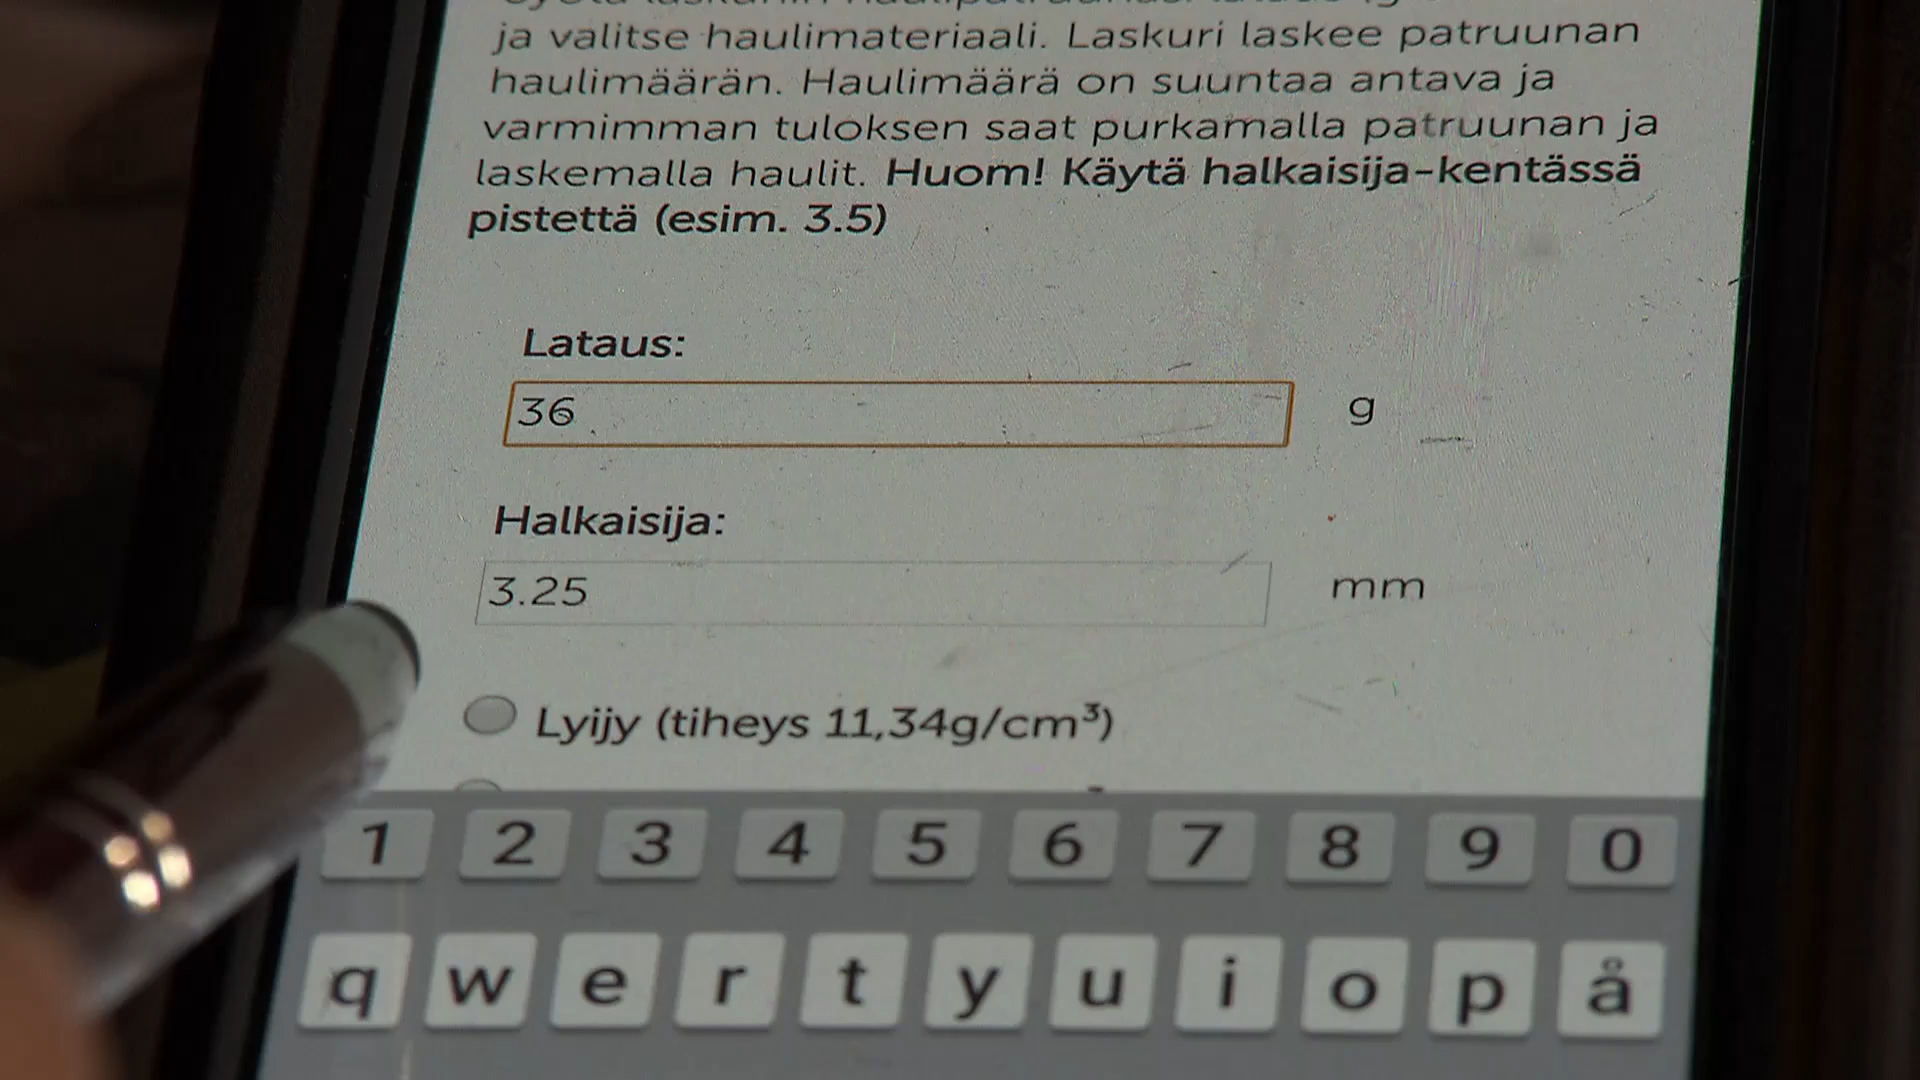 ja valitse haulimateriaali. Laskuri laskee patruunan
haulimäärän. Haulimäärä on suuntaa antava ja
varmimman tuloksen saat purkamalla patruunan ja
laskemalla haulit. Huom! Käytä halkaisija-kentässä
pistettä (esim. 3.5)
Lataus:
36 g
Halkaisija:
3.25 mm
Lyijy (tiheys 11,34g/cm³)
1 2 3 4 5 6 7 8 9 0
q w e r t y u i o p å